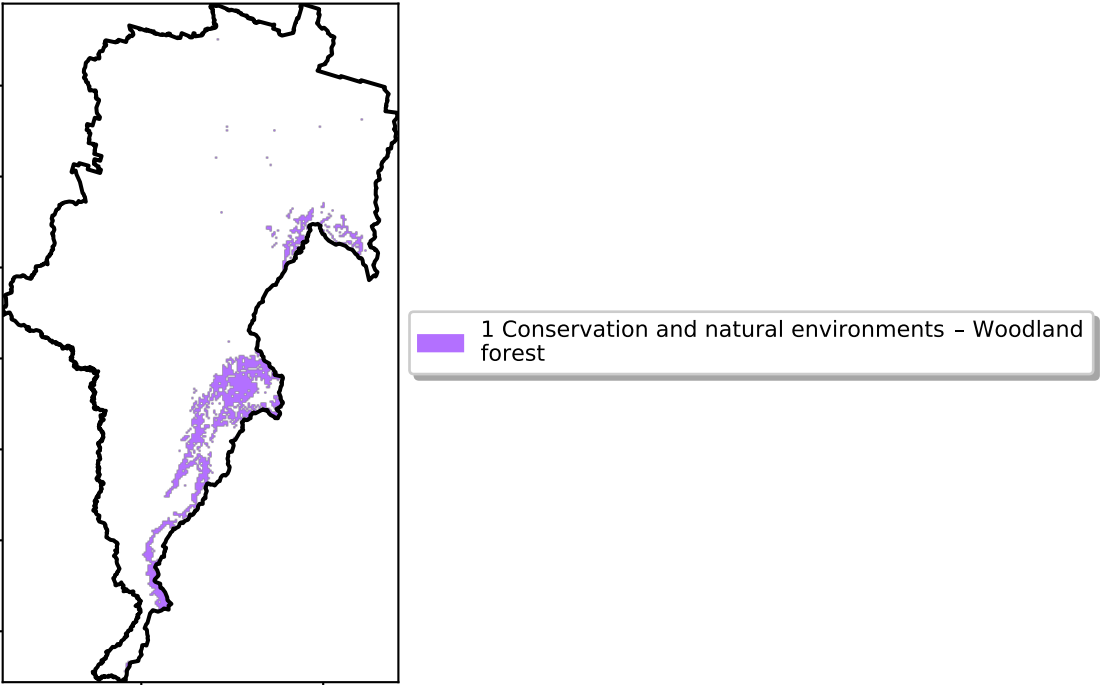 1 Conservation and natural environments – Woodland
forest